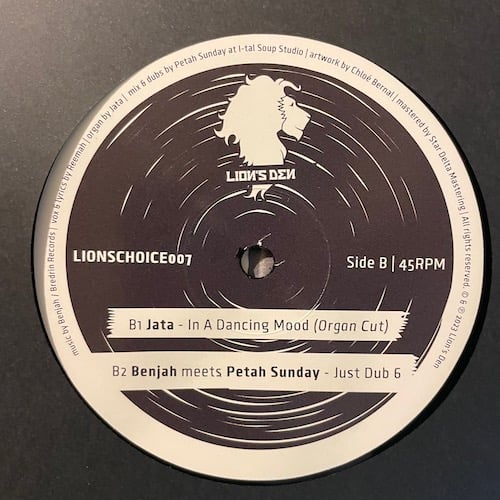 music by Benjah / Bredrin Records | vox & lyrics by Reemah | organ by Jata | mix & dubs by Petah Sunday at I-tal Soup Studio | artwork by Chloé Bernal | mastered by Star Delta Mastering | All rights reserved. © & ℗ 2023 Lion's Den
LION'S DEN
LIONSCHOICE007
Side B | 45RPM
B1 Jata - In A Dancing Mood (Organ Cut)
B2 Benjah meets Petah Sunday - Just Dub 6